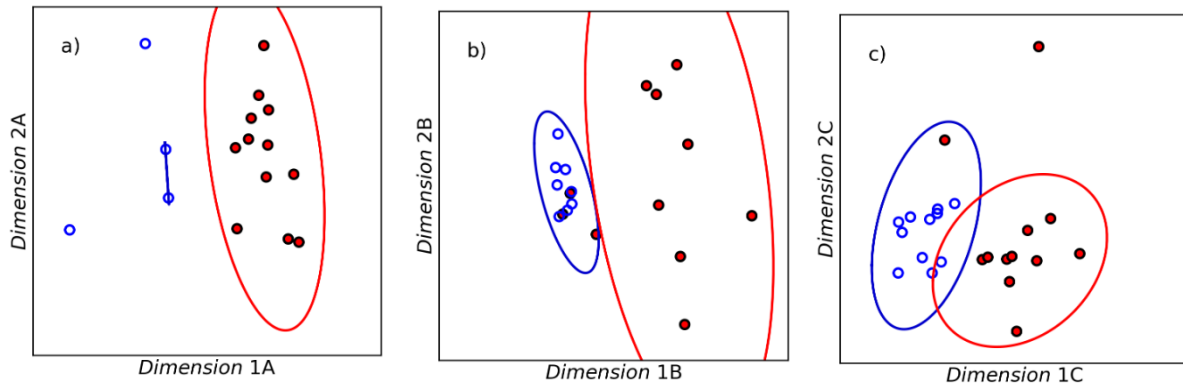 a)
Dimension 2A
Dimension 1A
b)
Dimension 2B
Dimension 1B
c)
Dimension 2C
Dimension 1C